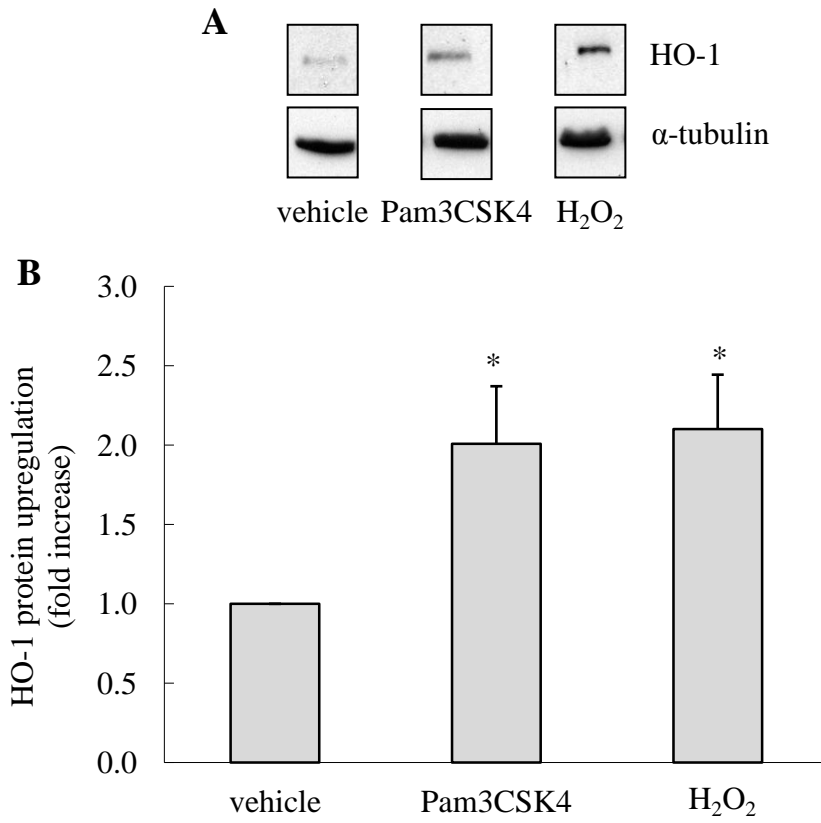 A
HO-1
α-tubulin
vehicle Pam3CSK4 H₂O₂
B
HO-1 protein upregulation
(fold increase)
3.0
2.5
2.0
1.5
1.0
0.5
0.0
* *
vehicle Pam3CSK4 H₂O₂